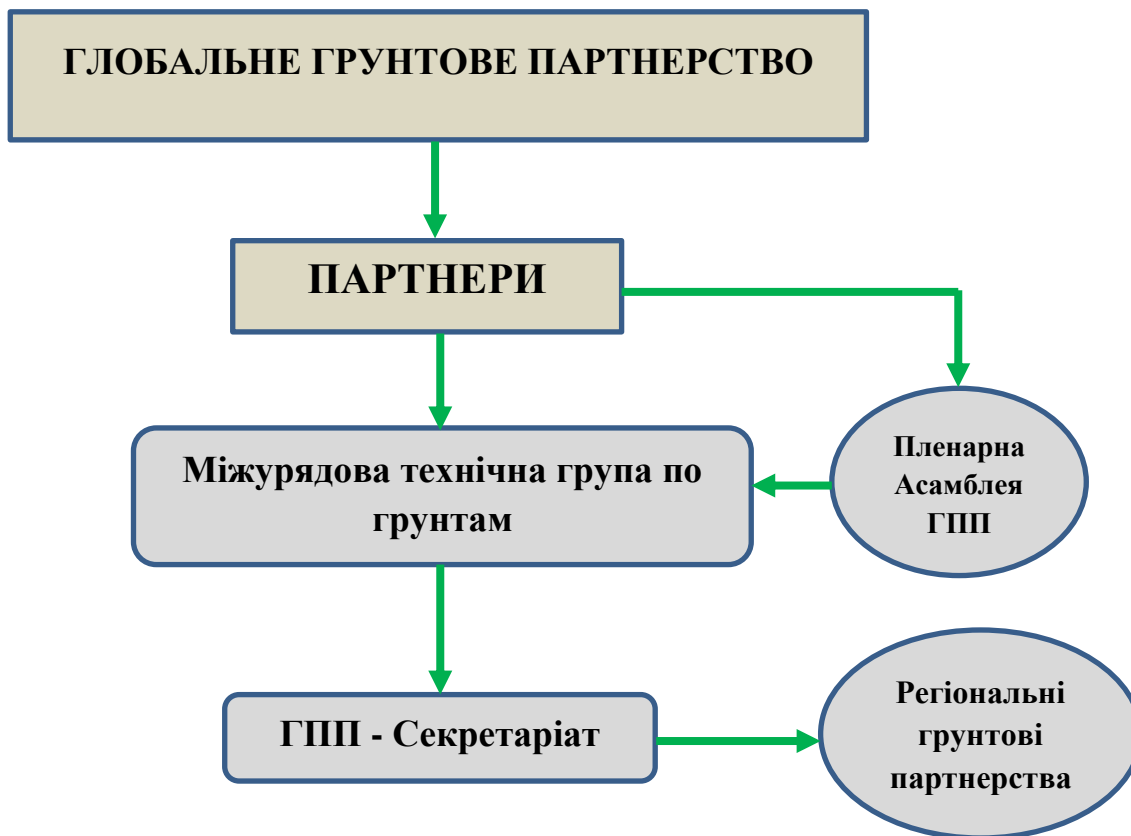 ГЛОБАЛЬНЕ ГРУНТОВЕ ПАРТНЕРСТВО
ПАРТНЕРИ
Міжурядова технічна група по
грунтам
Пленарна
Асамблея
ГПП
ГПП - Секретаріат
Регіональні
грунтові
партнерства